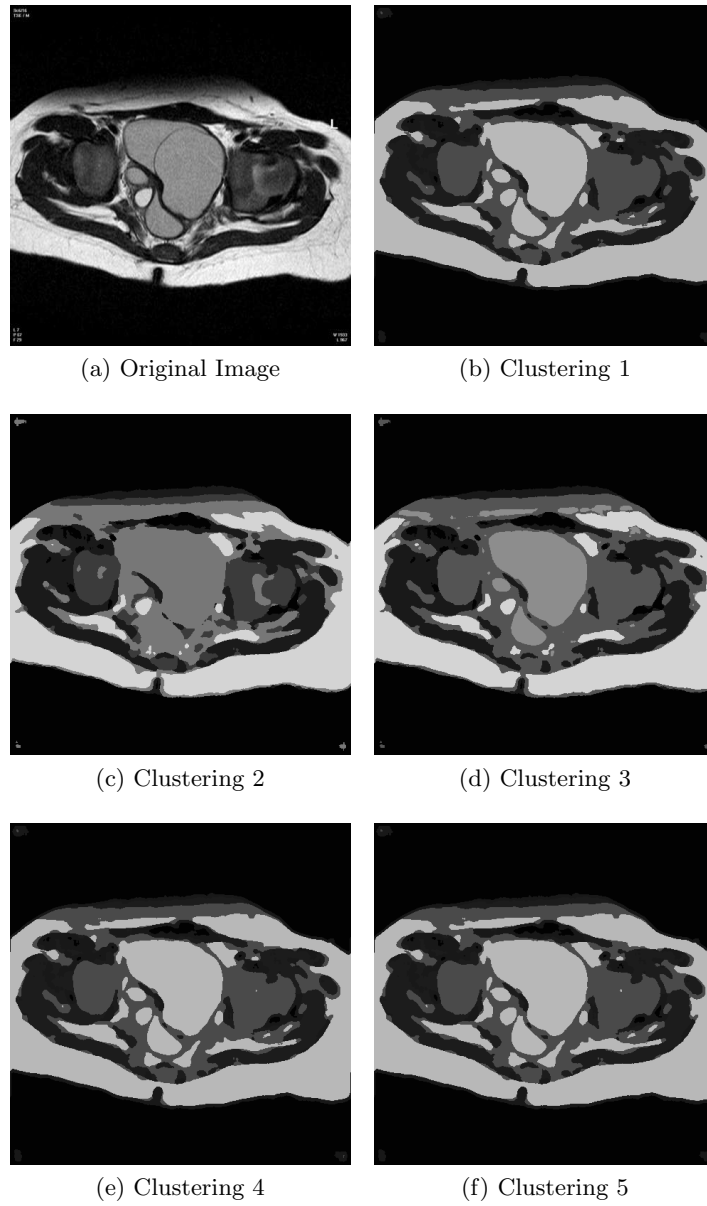 L
(a) Original Image
(b) Clustering 1
(c) Clustering 2
(d) Clustering 3
(e) Clustering 4
(f) Clustering 5